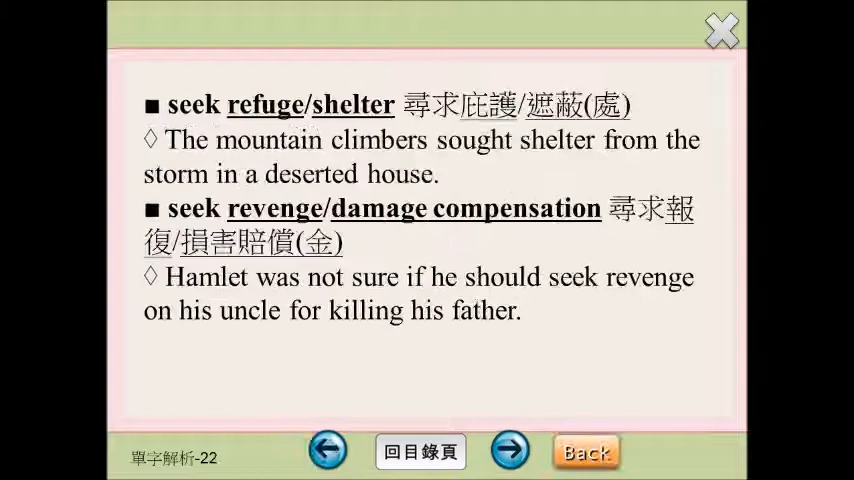 ■ seek refuge/shelter 尋求庇護/遮蔽(處)
◊ The mountain climbers sought shelter from the
storm in a deserted house.
■ seek revenge/damage compensation 尋求報
復/損害賠償(金)
◊ Hamlet was not sure if he should seek revenge
on his uncle for killing his father.
單字解析-22
回目錄頁
Back